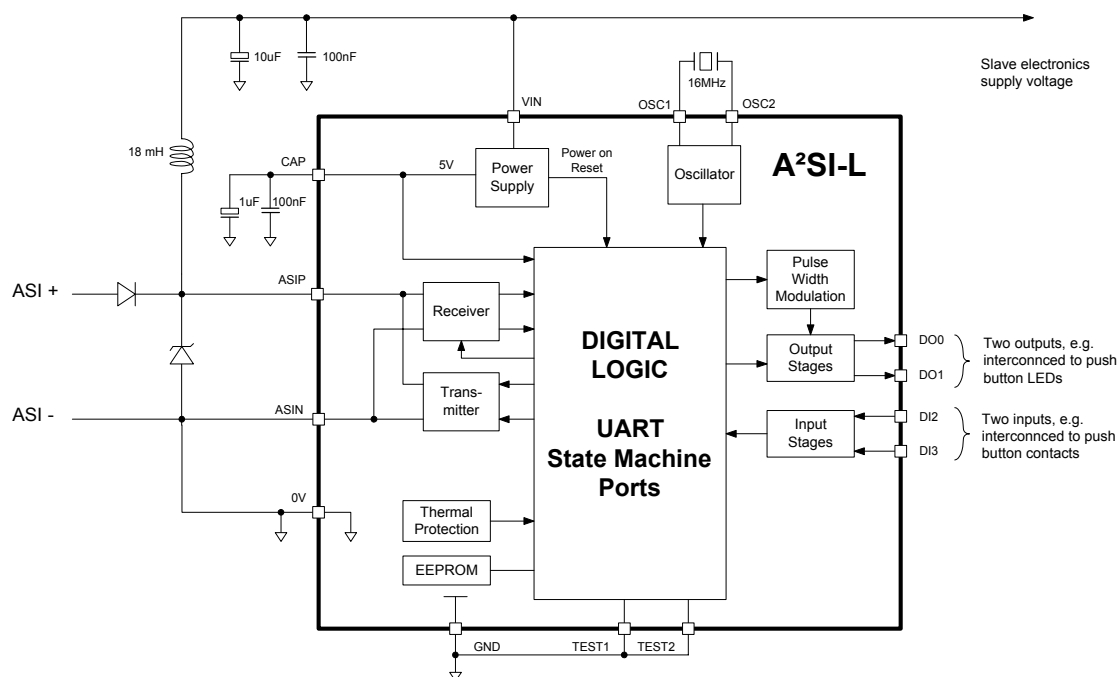 10uF
100nF
Slave electronics
supply voltage
16MHz
VIN
OSC1
OSC2
18 mH
CAP
5V
Power
Supply
Power on
Reset
Oscillator
A²SI-L
1uF
100nF
ASI +
ASIP
Receiver
Pulse
Width
Modulation
DIGITAL
LOGIC
UART
State Machine
Ports
Output
Stages
DO0
DO1
Two outputs, e.g.
interconnced to push
button LEDs
ASI -
ASIN
Trans-
mitter
Input
Stages
DI2
DI3
Two inputs, e.g.
interconnced to push
button contacts
0V
Thermal
Protection
EEPROM
GND
TEST1
TEST2